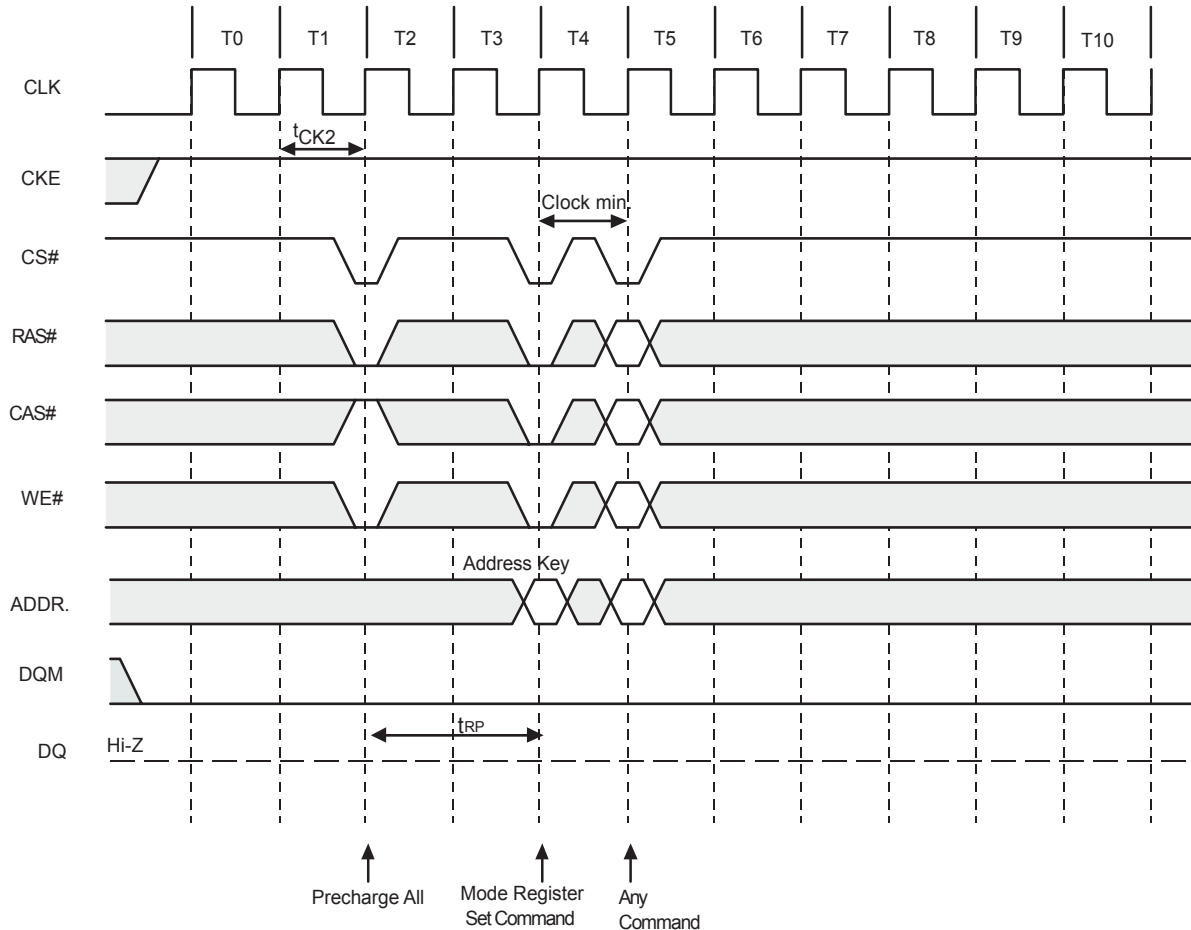 T0 T1 T2 T3 T4 T5 T6 T7 T8 T9 T10
CLK
tCK2
CKE
Clock min.
CS#
RAS#
CAS#
WE#
Address Key
ADDR.
DQM
tRP
DQ Hi-Z
Precharge All
Mode Register
Set Command
Any
Command